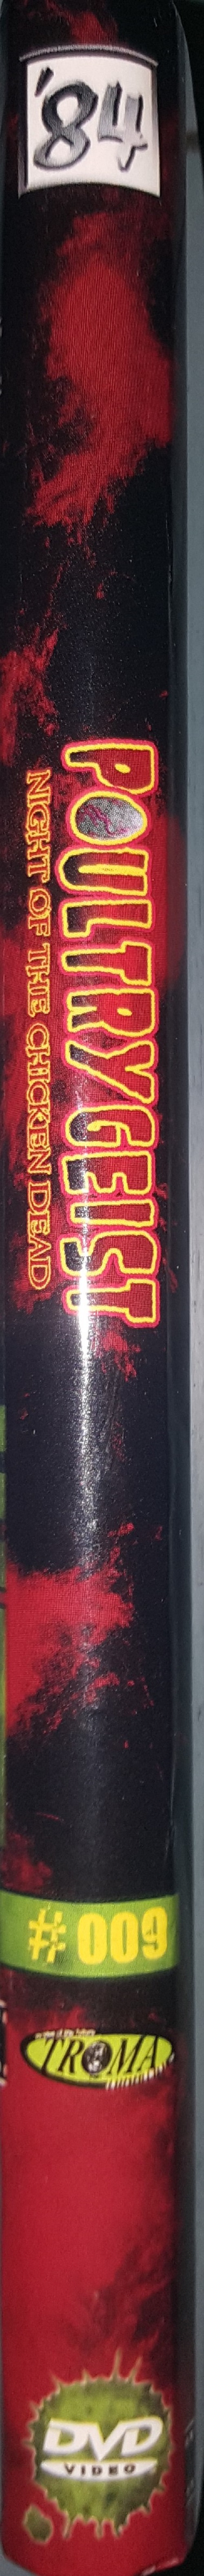 '84
POULTRYGEIST
NIGHT OF THE CHICKEN DEAD
# 009
TROMA
DVD
VIDEO